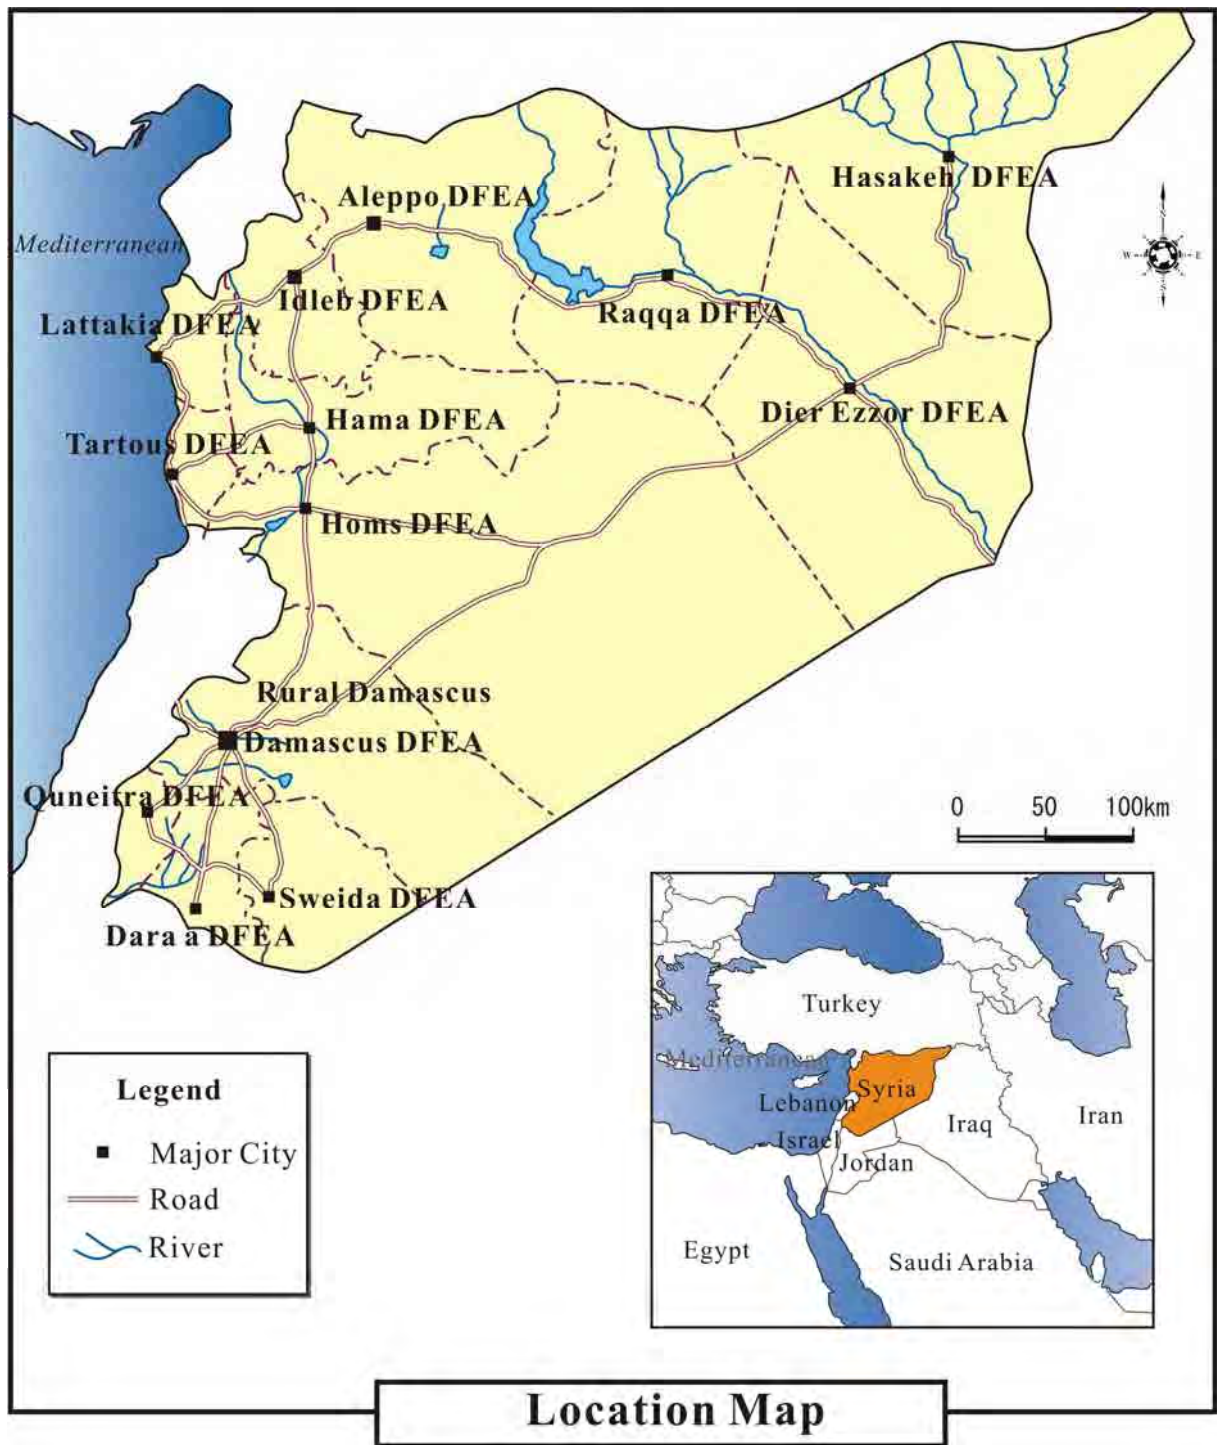 Hasakeh DFEA
Aleppo DFEA
Mediterranean
N
W E
S
Idleb DFEA
Raqqa DFEA
Lattakia DFEA
Dier Ezzor DFEA
Hama DFEA
Tartous DFEA
Homs DFEA
Rural Damascus
Damascus DFEA
Quneitra DFEA
0 50 100km
Sweida DFEA
Dara a DFEA
Turkey
Mediterranean
Syria
Lebanon
Iraq
Iran
Israel
Jordan
Egypt
Saudi Arabia
Legend
Major City
Road
River
Location Map